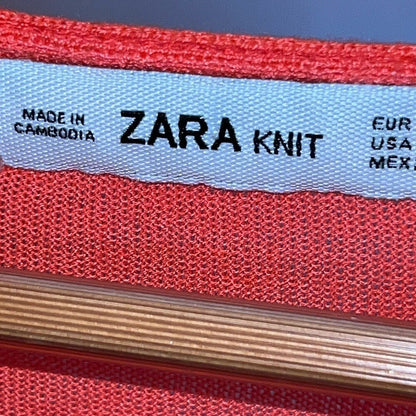 MADE IN
CAMBODIA
ZARA KNIT
EUR
USA
MEX